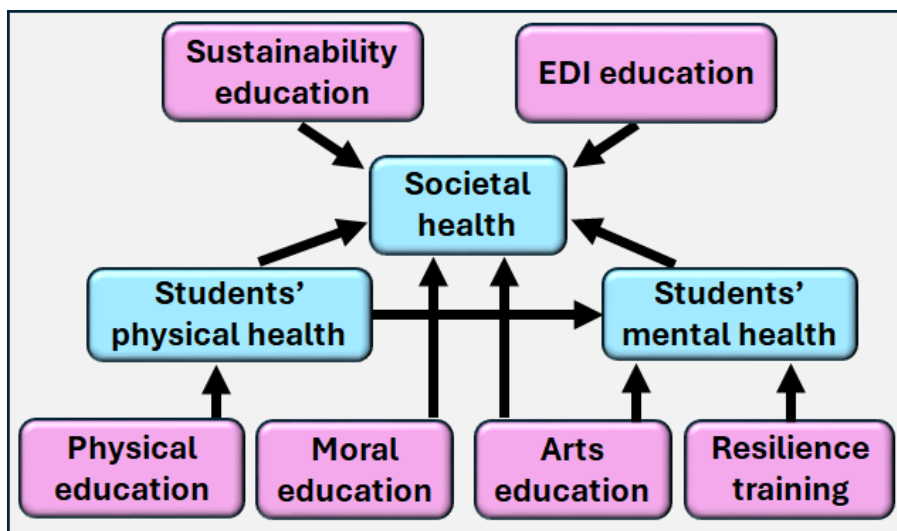 Sustainability
education
EDI education
Societal
health
Students’
physical health
Students’
mental health
Physical
education
Moral
education
Arts
education
Resilience
training